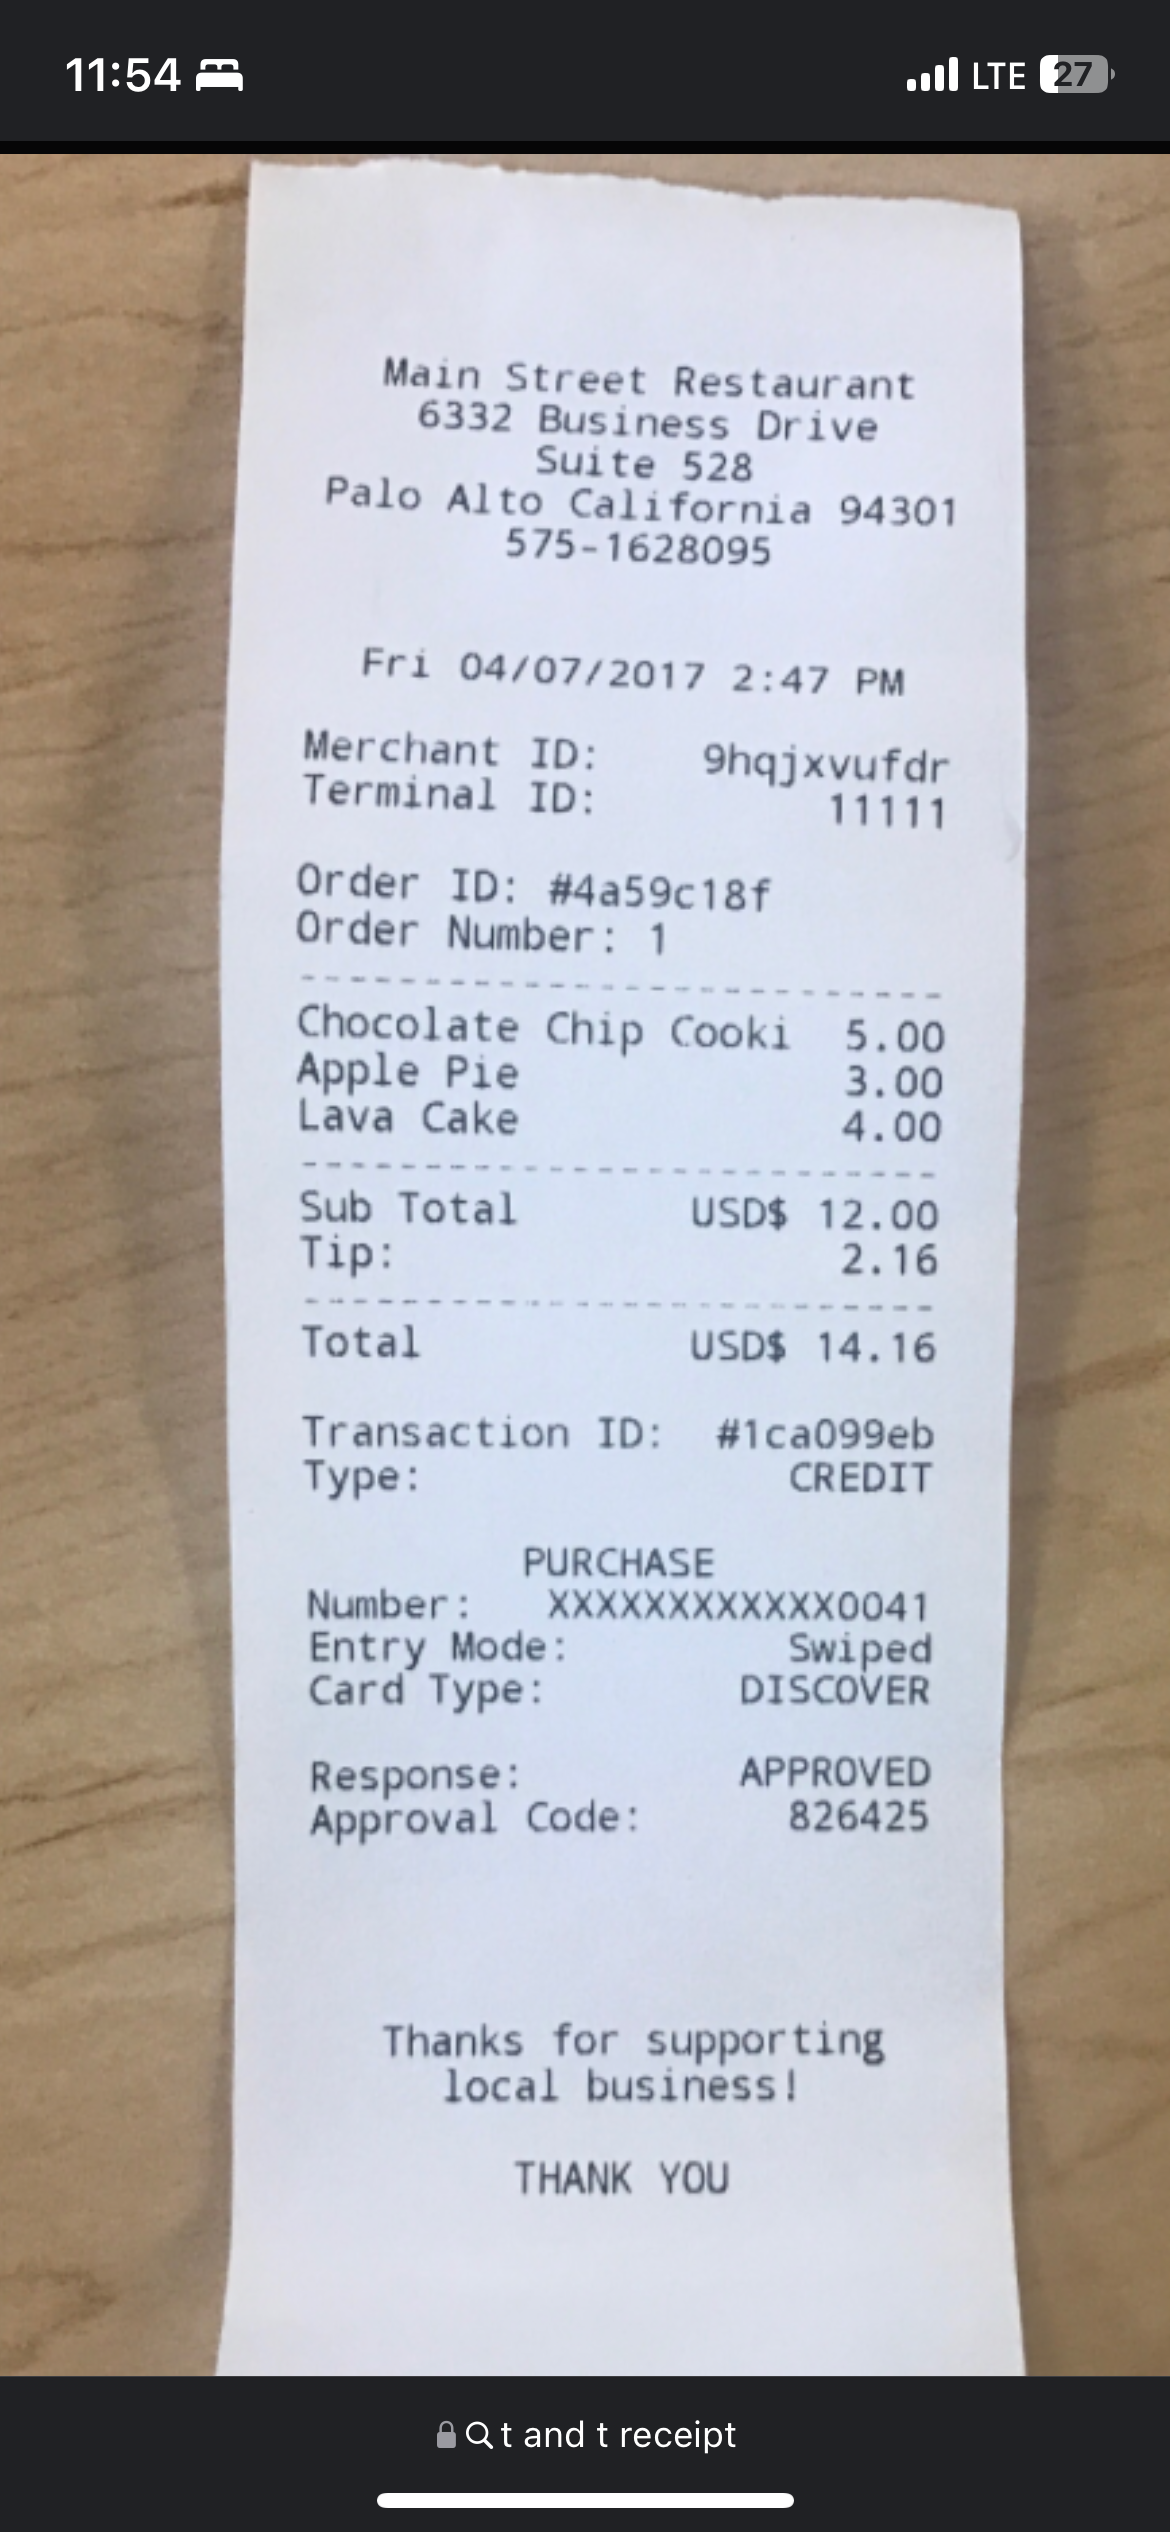 11:54
LTE 27
Main Street Restaurant
6332 Business Drive
Suite 528
Palo Alto California 94301
575-1628095
Fri 04/07/2017 2:47 PM
Merchant ID: 9hqjxvufdr
Terminal ID: 11111
Order ID: #4a59c18f
Order Number: 1
Chocolate Chip Cooki 5.00
Apple Pie 3.00
Lava Cake 4.00
Sub Total USD$ 12.00
Tip: 2.16
Total USD$ 14.16
Transaction ID: #1ca099eb
Type: CREDIT
PURCHASE
Number: XXXXXXXXXXXX0041
Entry Mode: Swiped
Card Type: DISCOVER
Response: APPROVED
Approval Code: 826425
Thanks for supporting
local business!
THANK YOU
t and t receipt